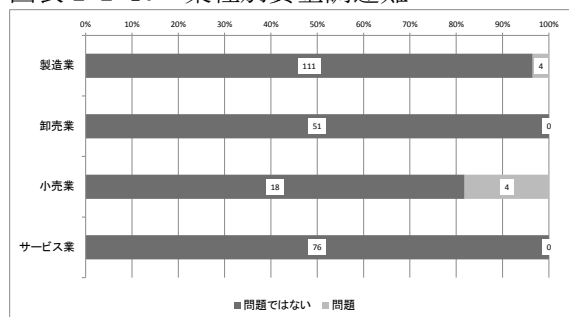 0% 10% 20% 30% 40% 50% 60% 70% 80% 90% 100%
製造業 111 4
卸売業 51 0
小売業 18 4
サービス業 76 0
■問題ではない ■問題